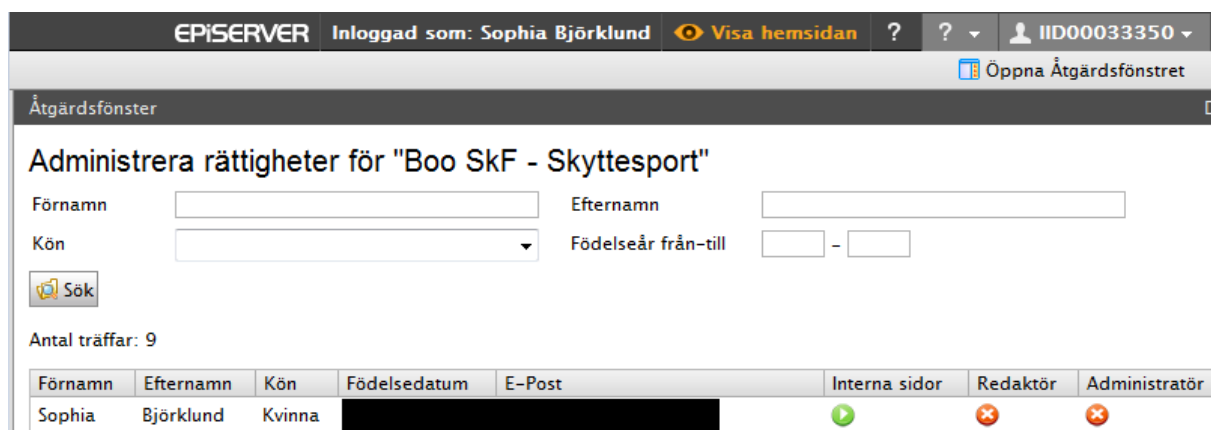 EPiSERVER Inloggad som: Sophia Björklund Visa hemsidan ? ? IID00033350
Öppna Åtgärdsfönstret
Åtgärdsfönster
Administrera rättigheter för "Boo SkF - Skyttesport"
Förnamn Efternamn
Kön Födelseår från-till -
Sök
Antal träffar: 9
Förnamn Efternamn Kön Födelsedatum E-Post Interna sidor Redaktör Administratör
Sophia Björklund Kvinna